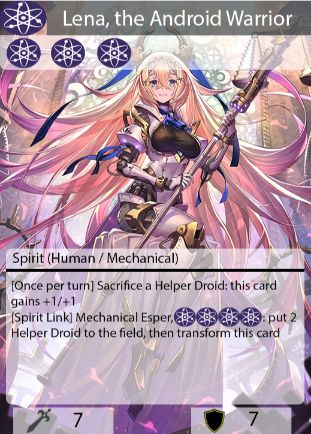 Lena, the Android Warrior
Spirit (Human / Mechanical)
[Once per turn] Sacrifice a Helper Droid: this card
gains +1/+1
[Spirit Link] Mechanical Esper, : put 2
Helper Droid to the field, then transform this card
7
7